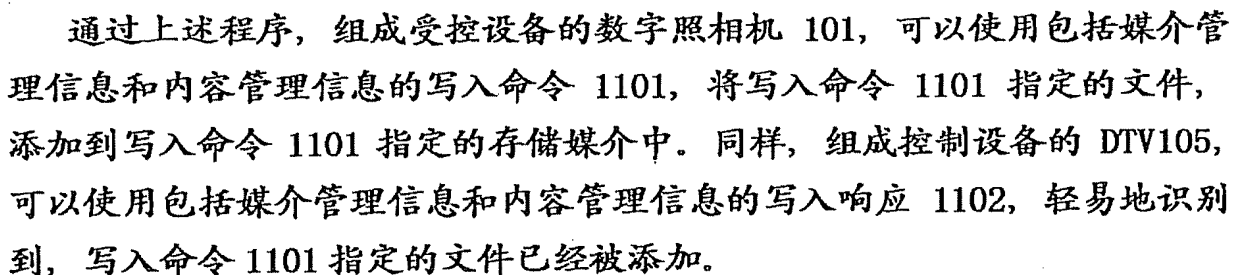 通过上述程序，组成受控设备的数字照相机 101，可以使用包括媒介管
理信息和内容管理信息的写入命令 1101，将写入命令 1101 指定的文件，
添加到写入命令 1101 指定的存储媒介中。同样，组成控制设备的 DTV105，
可以使用包括媒介管理信息和内容管理信息的写入响应 1102，轻易地识别
到，写入命令 1101 指定的文件已经被添加。